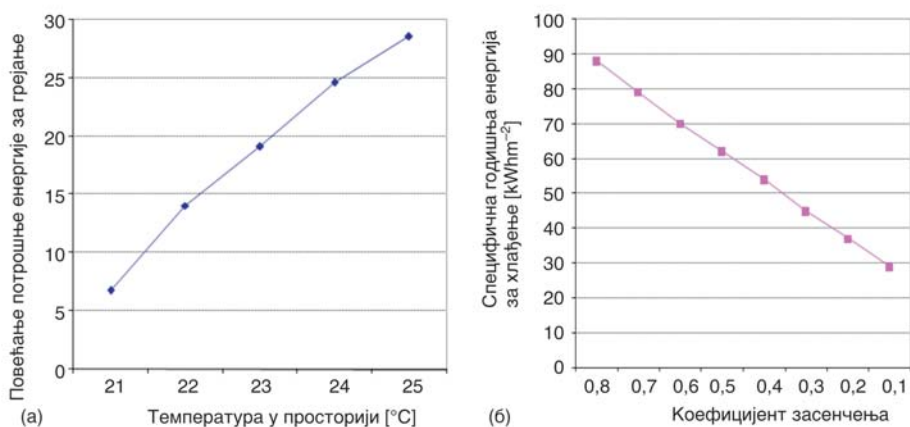 Повећање потрошње енергије за грејање
30
25
20
15
10
5
0
21 22 23 24 25
(а) Температура у просторији [°C]
Специфична годишња енергија
за хлађење [kWhm⁻²]
100
90
80
70
60
50
40
30
20
10
0
0,8 0,7 0,6 0,5 0,4 0,3 0,2 0,1
(б) Коефицијент засенчења